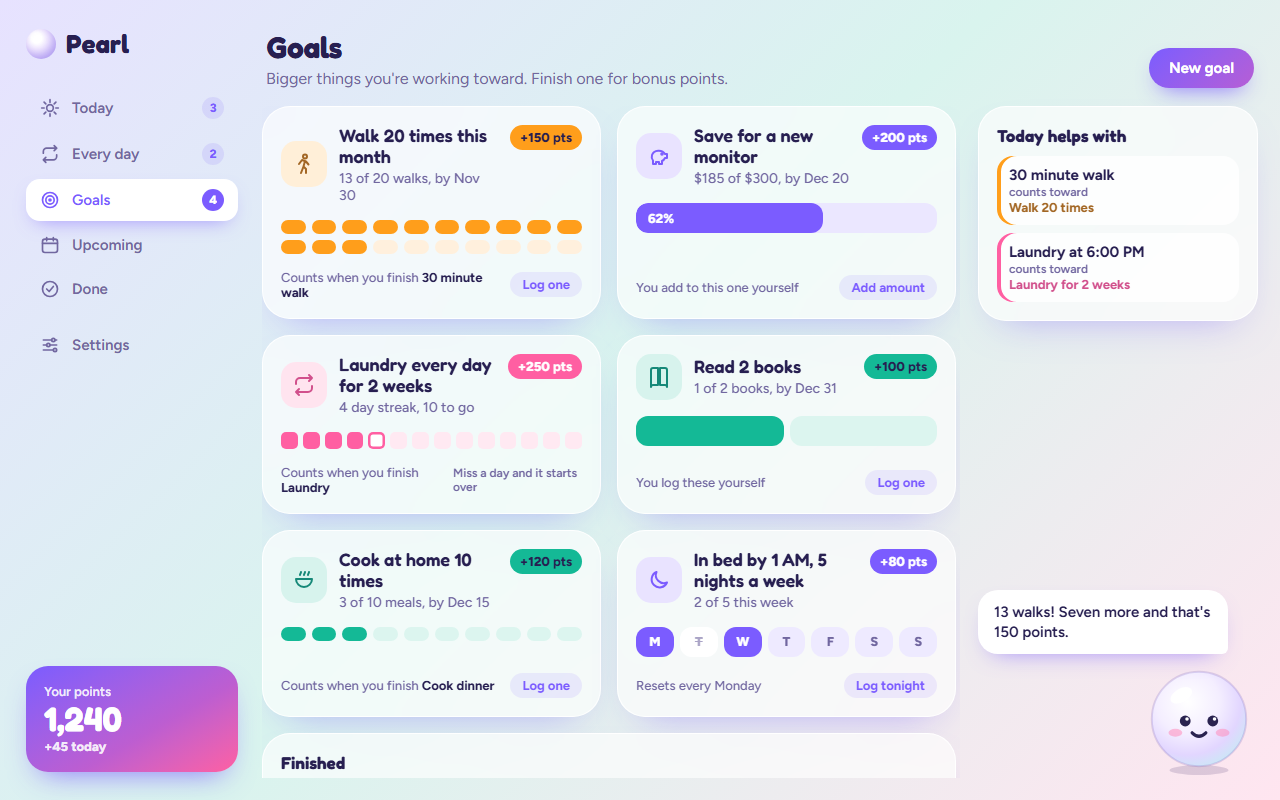 Pearl
Today 3
Every day 2
Goals 4
Upcoming
Done
Settings
Your points
1,240
+45 today
Goals
Bigger things you're working toward. Finish one for bonus points.
New goal
Walk 20 times this
month
+150 pts
13 of 20 walks, by Nov
30
Counts when you finish 30 minute
walk
Log one
Save for a new
monitor
+200 pts
$185 of $300, by Dec 20
62%
You add to this one yourself
Add amount
Laundry every day
for 2 weeks
+250 pts
4 day streak, 10 to go
Counts when you finish
Laundry
Miss a day and it starts
over
Read 2 books
+100 pts
1 of 2 books, by Dec 31
You log these yourself
Log one
Cook at home 10
times
+120 pts
3 of 10 meals, by Dec 15
Counts when you finish Cook dinner
Log one
In bed by 1 AM, 5
nights a week
+80 pts
2 of 5 this week
M T W T F S S
Resets every Monday
Log tonight
Finished
Today helps with
30 minute walk
counts toward
Walk 20 times
Laundry at 6:00 PM
counts toward
Laundry for 2 weeks
13 walks! Seven more and that's
150 points.